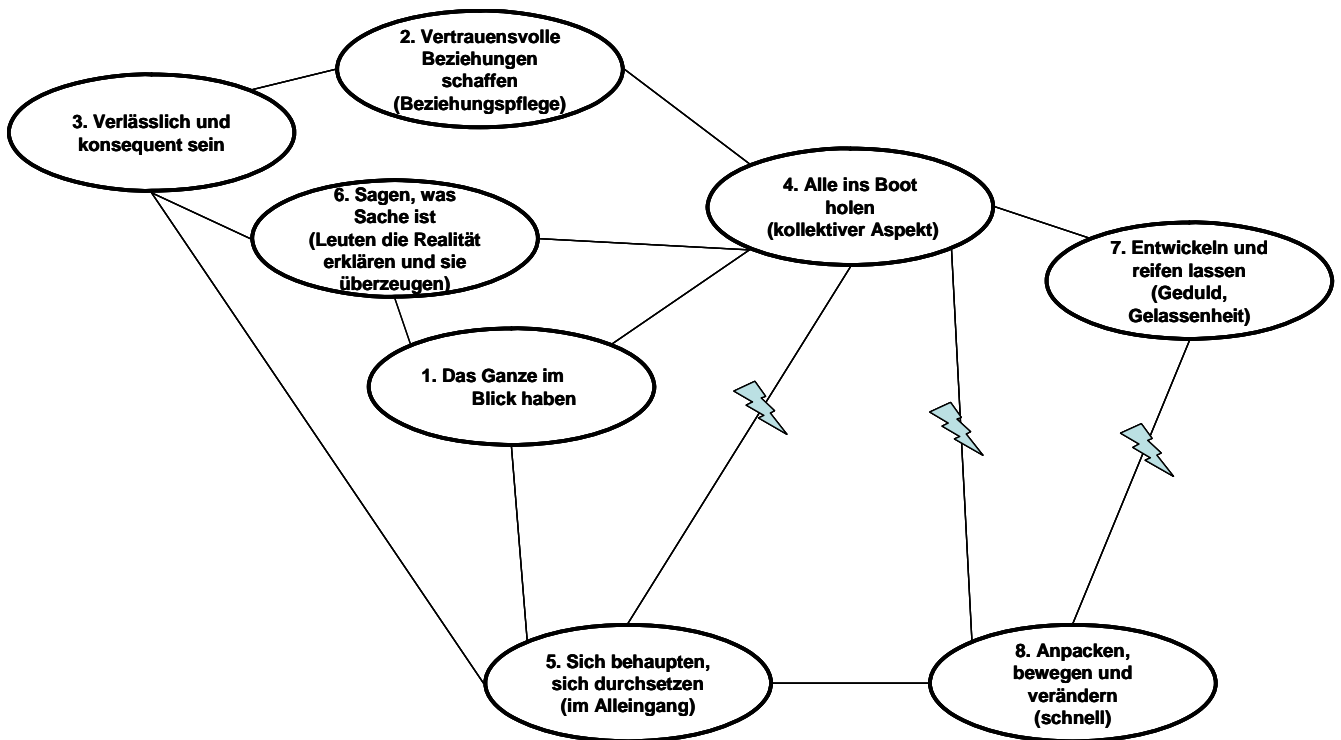 2. Vertrauensvolle
Beziehungen
schaffen
(Beziehungspflege)
3. Verlässlich und
konsequent sein
6. Sagen, was
Sache ist
(Leuten die Realität
erklären und sie
überzeugen)
4. Alle ins Boot
holen
(kollektiver Aspekt)
7. Entwickeln und
reifen lassen
(Geduld,
Gelassenheit)
1. Das Ganze im
Blick haben
5. Sich behaupten,
sich durchsetzen
(im Alleingang)
8. Anpacken,
bewegen und
verändern
(schnell)